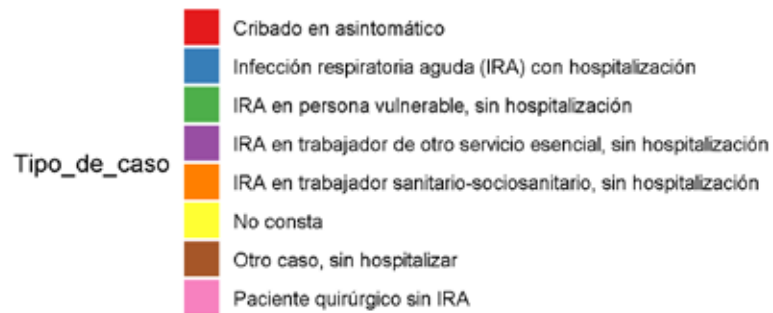 Cribado en asintomático
Infección respiratoria aguda (IRA) con hospitalización
IRA en persona vulnerable, sin hospitalización
IRA en trabajador de otro servicio esencial, sin hospitalización
Tipo_de_caso
IRA en trabajador sanitario-sociosanitario, sin hospitalización
No consta
Otro caso, sin hospitalizar
Paciente quirúrgico sin IRA